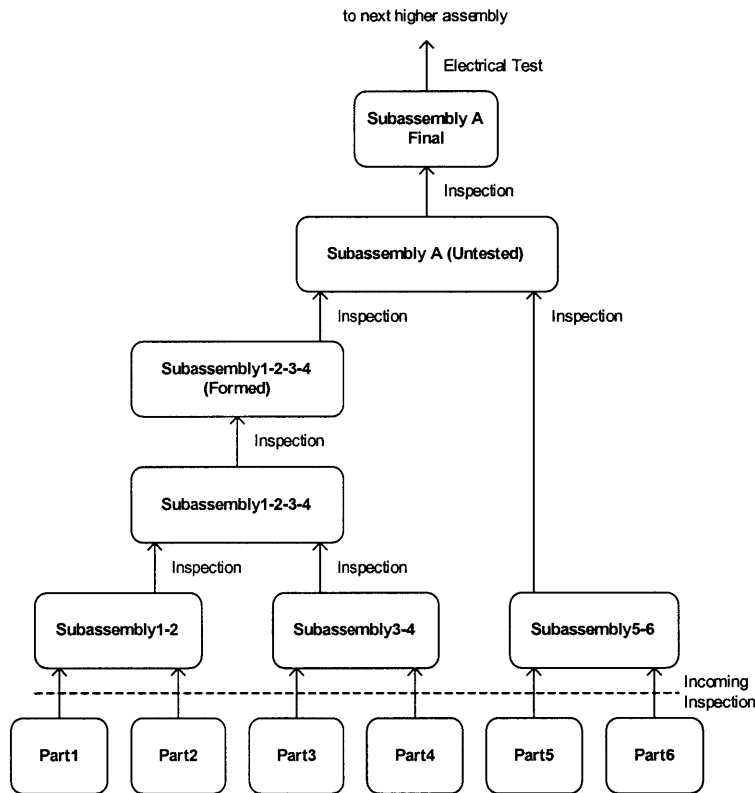 to next higher assembly
Electrical Test
Subassembly A
Final
Inspection
Subassembly A (Untested)
Inspection
Inspection
Subassembly1-2-3-4
(Formed)
Inspection
Subassembly1-2-3-4
Inspection
Inspection
Subassembly1-2
Subassembly3-4
Subassembly5-6
Incoming
Inspection
Part1
Part2
Part3
Part4
Part5
Part6